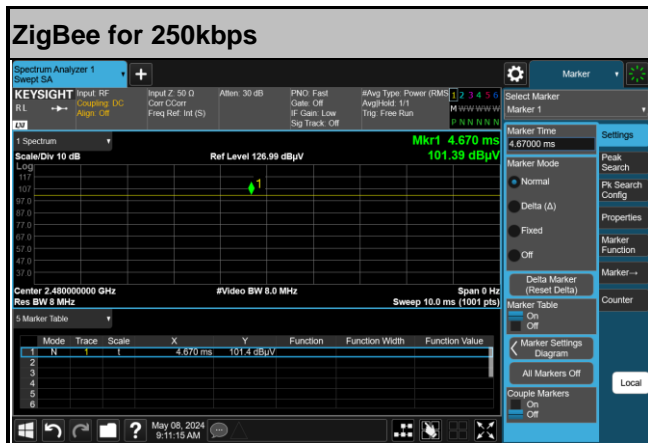 ZigBee for 250kbps
Spectrum Analyzer 1
Swept SA
Marker
KEYSIGHT
RL
LXI
Input: RF
Coupling: DC
Align: Off
Input Z: 50 Ω
Corr CCorr
Freq Ref: Int (S)
Atten: 30 dB
PNO: Fast
Gate: Off
IF Gain: Low
Sig Track: Off
#Avg Type: Power (RMS
Avg|Hold: 1/1
Trig: Free Run
1 2 3 4 5 6
M W W W W W
P N N N N N
Select Marker
Marker 1
1 Spectrum
Scale/Div 10 dB
Ref Level 126.99 dBµV
Mkr1 4.670 ms
101.39 dBµV
Log
117
107
97.0
87.0
77.0
67.0
57.0
47.0
37.0
1
Center 2.480000000 GHz
#Video BW 8.0 MHz
Span 0 Hz
Res BW 8 MHz
Sweep 10.0 ms (1001 pts)
5 Marker Table
Mode Trace Scale X Y Function Function Width Function Value
1 N 1 t 4.670 ms 101.4 dBµV
2
3
4
5
6
Marker Time
4.67000 ms
Marker Mode
Normal
Delta (Δ)
Fixed
Off
Delta Marker
(Reset Delta)
Marker Table
On
Off
Marker Settings
Diagram
All Markers Off
Couple Markers
On
Off
Settings
Peak
Search
Pk Search
Config
Properties
Marker
Function
Marker→
Counter
Local
May 08, 2024
9:11:15 AM